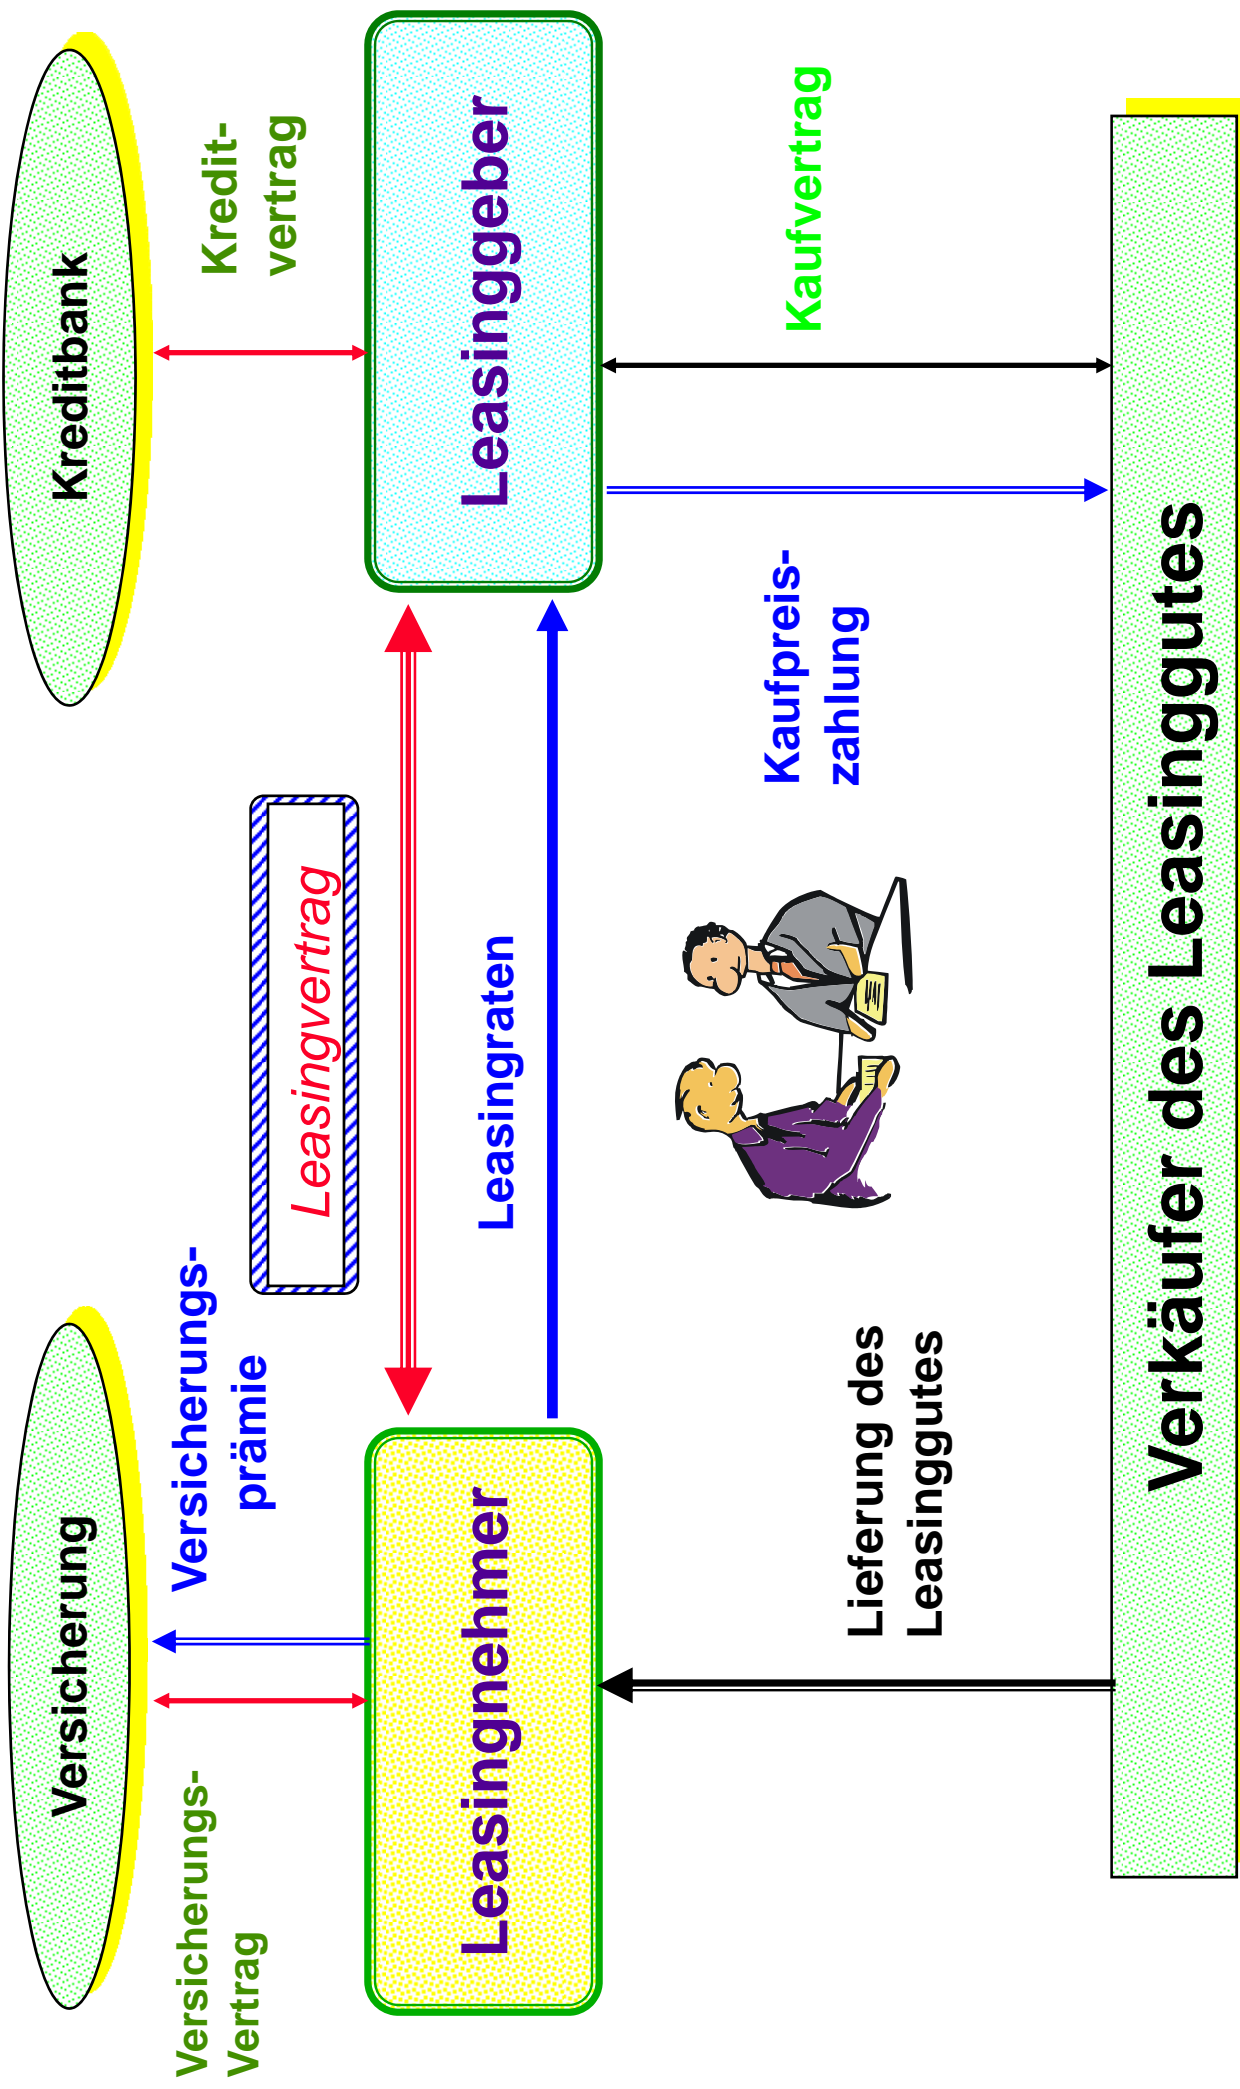 Versicherung
Kreditbank
Versicherungs-
Vertrag
Versicherungs-
prämie
Kredit-
vertrag
Leasingvertrag
Leasingnehmer
Leasingraten
Leasinggeber
Lieferung des
Leasinggutes
Kaufpreis-
zahlung
Kaufvertrag
Verkäufer des Leasinggutes